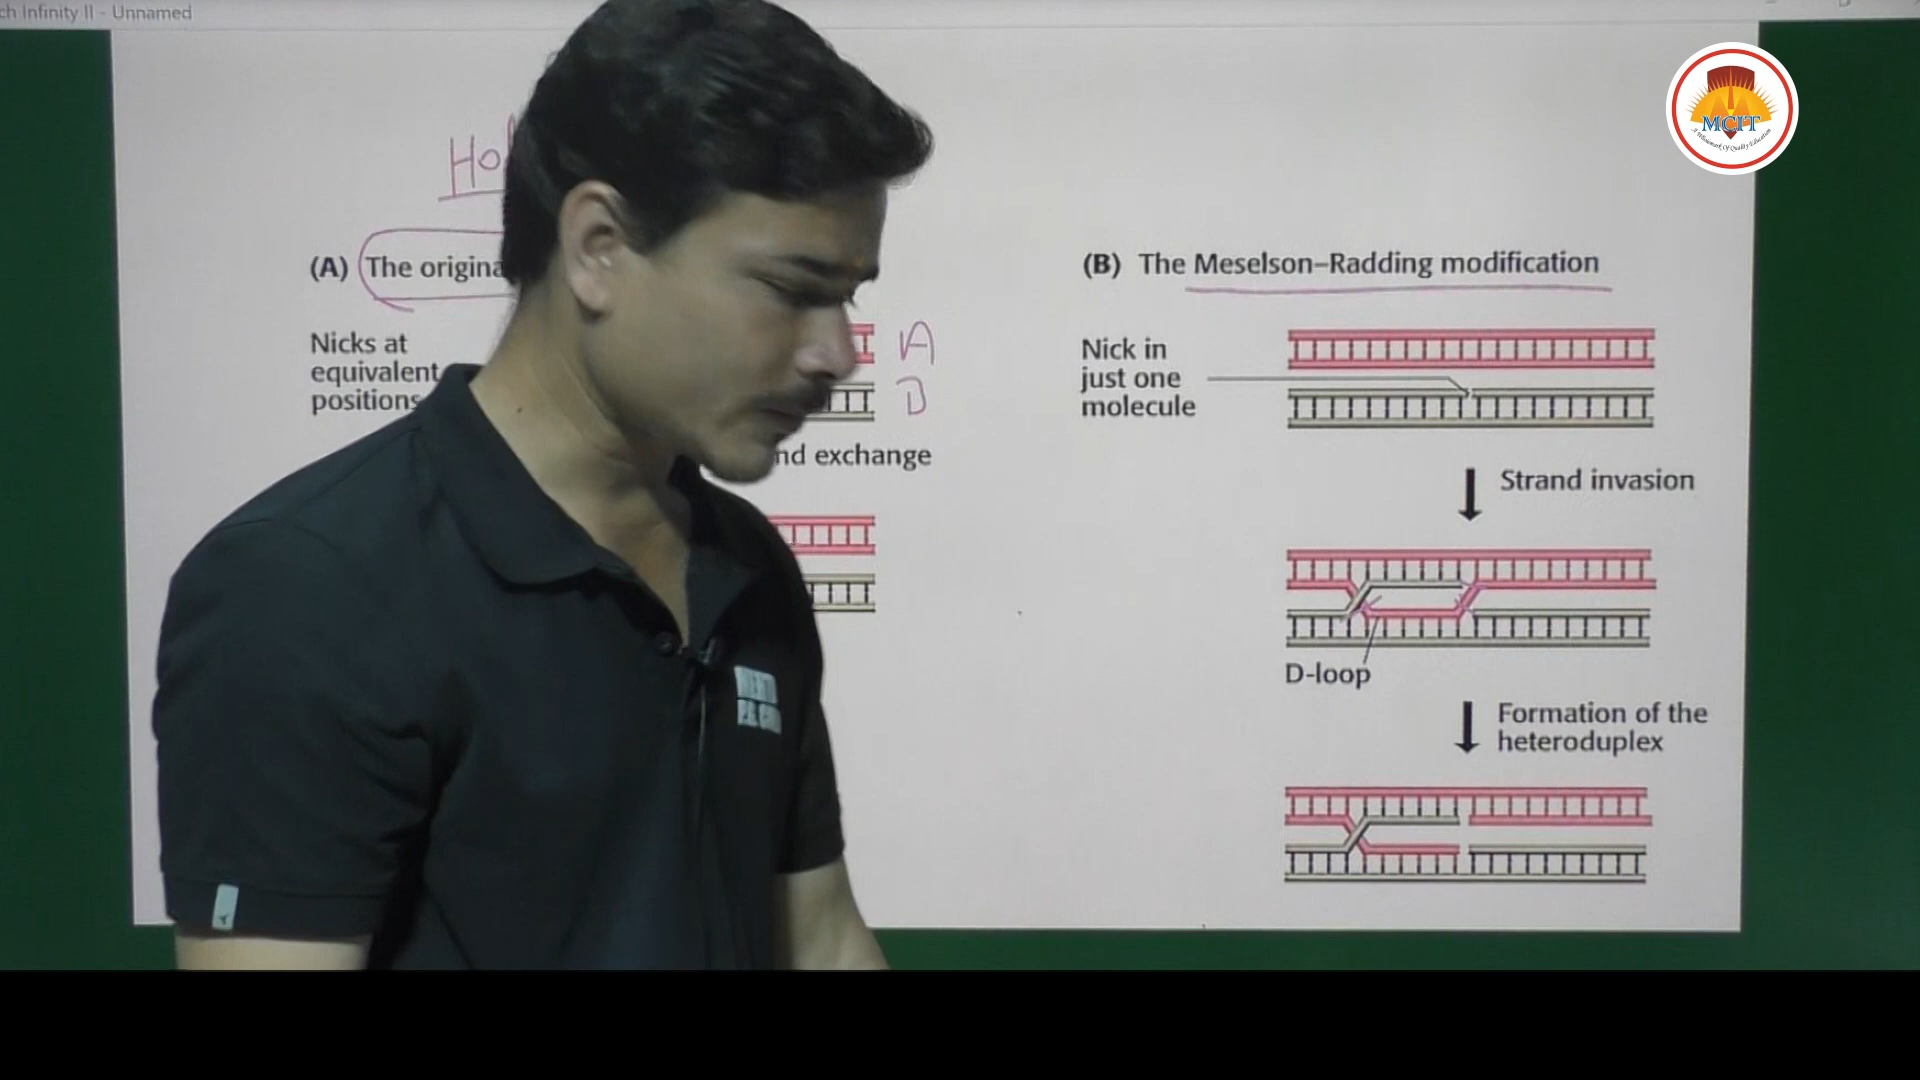 ch Infinity II - Unnamed
MCIT
(A) The origina
Nicks at
equivalent
positions
A
nd exchange
(B) The Meselson–Radding modification
Nick in
just one
molecule
Strand invasion
D-loop
Formation of the
heteroduplex